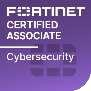 FORTINET
CERTIFIED
ASSOCIATE
Cybersecurity